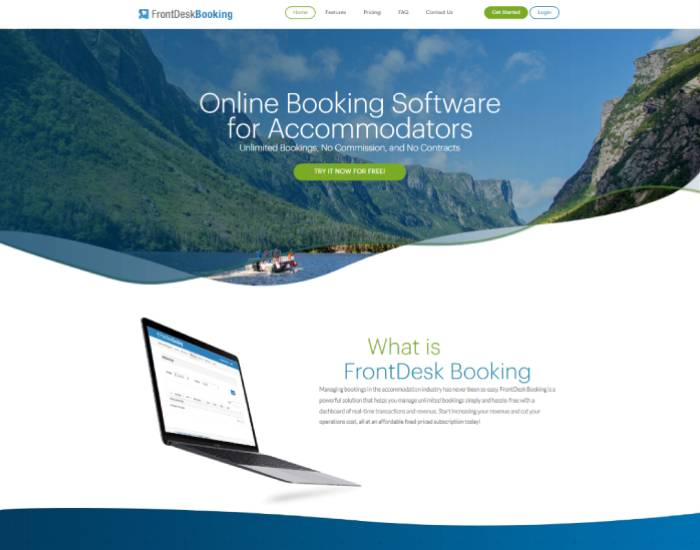 FrontDeskBooking
Home Features Pricing FAQ Contact Us Get Started Login
Online Booking Software
for Accommodators
Unlimited Bookings, No Commission, and No Contracts
TRY IT NOW FOR FREE!
What is
FrontDesk Booking
Managing bookings in the accommodation industry has never been so easy. FrontDesk Booking is a
powerful solution that helps you manage unlimited bookings simply and hassle-free with a
dashboard of real-time transactions and revenue. Start increasing your revenue and cut your
operations cost, all at an affordable fixed priced subscription today!